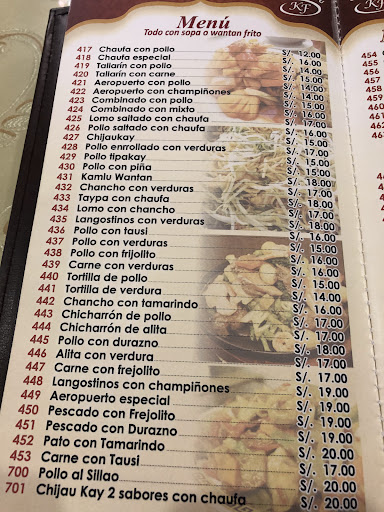 KF
Menú
Todo con sopa o wantan frito
417 Chaufa con pollo S/. 12.00
418 Chaufa especial S/. 16.00
419 Tallarín con pollo S/. 14.00
420 Tallarín con carne S/. 16.00
421 Aeropuerto con pollo S/. 14.00
422 Aeropuerto con champiñones S/. 16.00
423 Combinado con pollo S/. 15.00
424 Combinado con mixto S/. 16.00
425 Lomo saltado con chaufa S/. 17.00
426 Pollo saltado con chaufa S/. 16.00
427 Chijaukay S/. 15.00
428 Pollo enrrollado con verduras S/. 17.00
429 Pollo tipakay S/. 15.00
430 Pollo con piña S/. 15.00
431 Kamlu Wantan S/. 18.00
432 Chancho con verduras S/. 17.00
433 Taypa con chaufa S/. 18.00
434 Lomo con chancho S/. 17.00
435 Langostinos con verduras S/. 18.00
436 Pollo con tausi S/. 16.00
437 Pollo con verduras S/. 15.00
438 Pollo con frijolito S/. 16.00
439 Carne con verduras S/. 16.00
440 Tortilla de pollo S/. 15.00
441 Tortilla de verdura S/. 14.00
442 Chancho con tamarindo S/. 17.00
443 Chicharrón de pollo S/. 16.00
444 Chicharrón de alita S/. 17.00
445 Pollo con durazno S/. 18.00
446 Alita con verdura S/. 18.00
447 Carne con frejolito S/. 17.00
448 Langostinos con champiñones S/. 19.00
449 Aeropuerto especial S/. 19.00
450 Pescado con Frejolito S/. 19.00
451 Pescado con Durazno S/. 19.00
452 Pato con Tamarindo S/. 20.00
453 Carne con Tausi S/. 20.00
700 Pollo al Sillao S/. 17.00
701 Chijau Kay 2 sabores con chaufa S/. 20.00
454